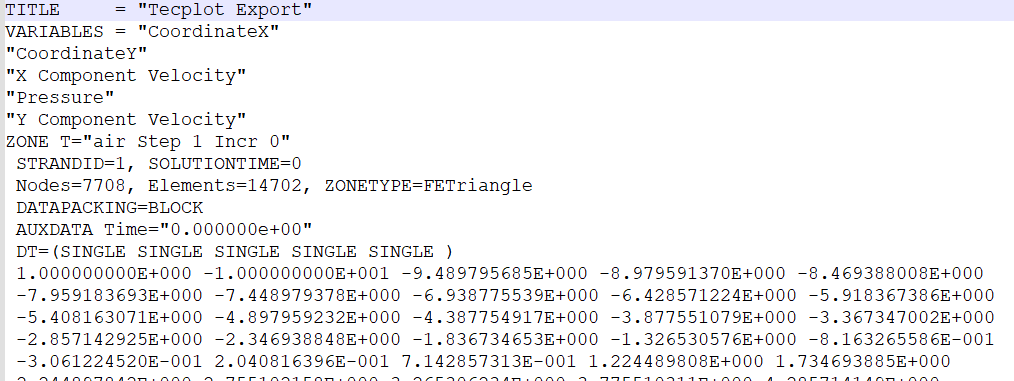 TITLE     = "Tecplot Export"
VARIABLES = "CoordinateX"
"CoordinateY"
"X Component Velocity"
"Pressure"
"Y Component Velocity"
ZONE T="air Step 1 Incr 0"
 STRANDID=1, SOLUTIONTIME=0
 Nodes=7708, Elements=14702, ZONETYPE=FETriangle
 DATAPACKING=BLOCK
 AUXDATA Time="0.000000e+00"
 DT=(SINGLE SINGLE SINGLE SINGLE SINGLE )
 1.000000000E+000 -1.000000000E+001 -9.489795685E+000 -8.979591370E+000 -8.469388008E+000
 -7.959183693E+000 -7.448979378E+000 -6.938775539E+000 -6.428571224E+000 -5.918367386E+000
 -5.408163071E+000 -4.897959232E+000 -4.387754917E+000 -3.877551079E+000 -3.367347002E+000
 -2.857142925E+000 -2.346938848E+000 -1.836734653E+000 -1.326530576E+000 -8.163265586E-001
 -3.061224520E-001 2.040816396E-001 7.142857313E-001 1.224489808E+000 1.734693885E+000